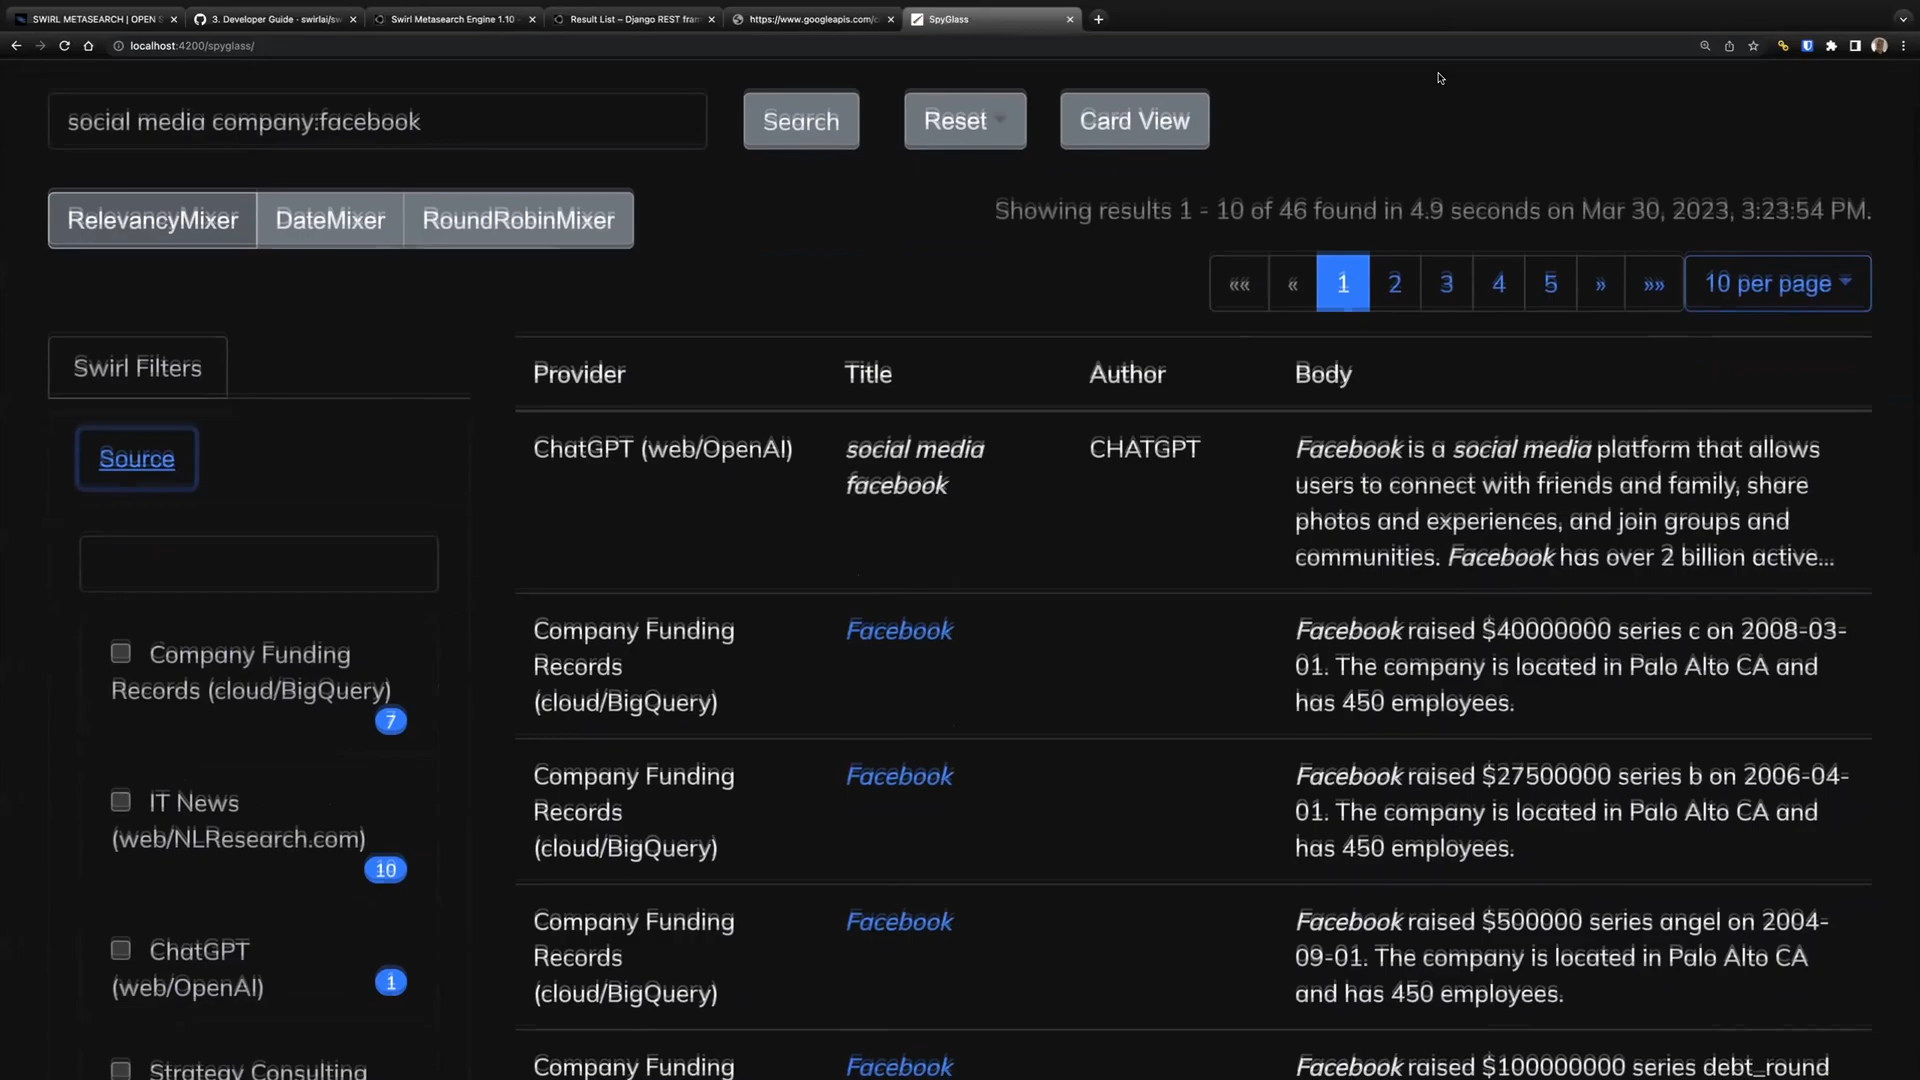 SWIRL METASEARCH | OPEN S
3. Developer Guide · swirlai/sw
Swirl Metasearch Engine 1.10
Result List – Django REST fram
https://www.googleapis.com/c
SpyGlass
localhost:4200/spyglass/
social media company:facebook
Search
Reset
Card View
RelevancyMixer
DateMixer
RoundRobinMixer
Showing results 1 - 10 of 46 found in 4.9 seconds on Mar 30, 2023, 3:23:54 PM.
«« « 1 2 3 4 5 » »» 10 per page
Swirl Filters
Source
Company Funding
Records (cloud/BigQuery)
7
IT News
(web/NLResearch.com)
10
ChatGPT
(web/OpenAI)
1
Strategy Consulting
Provider Title Author Body
ChatGPT (web/OpenAI)
social media
facebook
CHATGPT
Facebook is a social media platform that allows
users to connect with friends and family, share
photos and experiences, and join groups and
communities. Facebook has over 2 billion active...
Company Funding
Records
(cloud/BigQuery)
Facebook
Facebook raised $40000000 series c on 2008-03-
01. The company is located in Palo Alto CA and
has 450 employees.
Company Funding
Records
(cloud/BigQuery)
Facebook
Facebook raised $27500000 series b on 2006-04-
01. The company is located in Palo Alto CA and
has 450 employees.
Company Funding
Records
(cloud/BigQuery)
Facebook
Facebook raised $500000 series angel on 2004-
09-01. The company is located in Palo Alto CA
and has 450 employees.
Company Funding
Facebook
Facebook raised $100000000 series debt_round